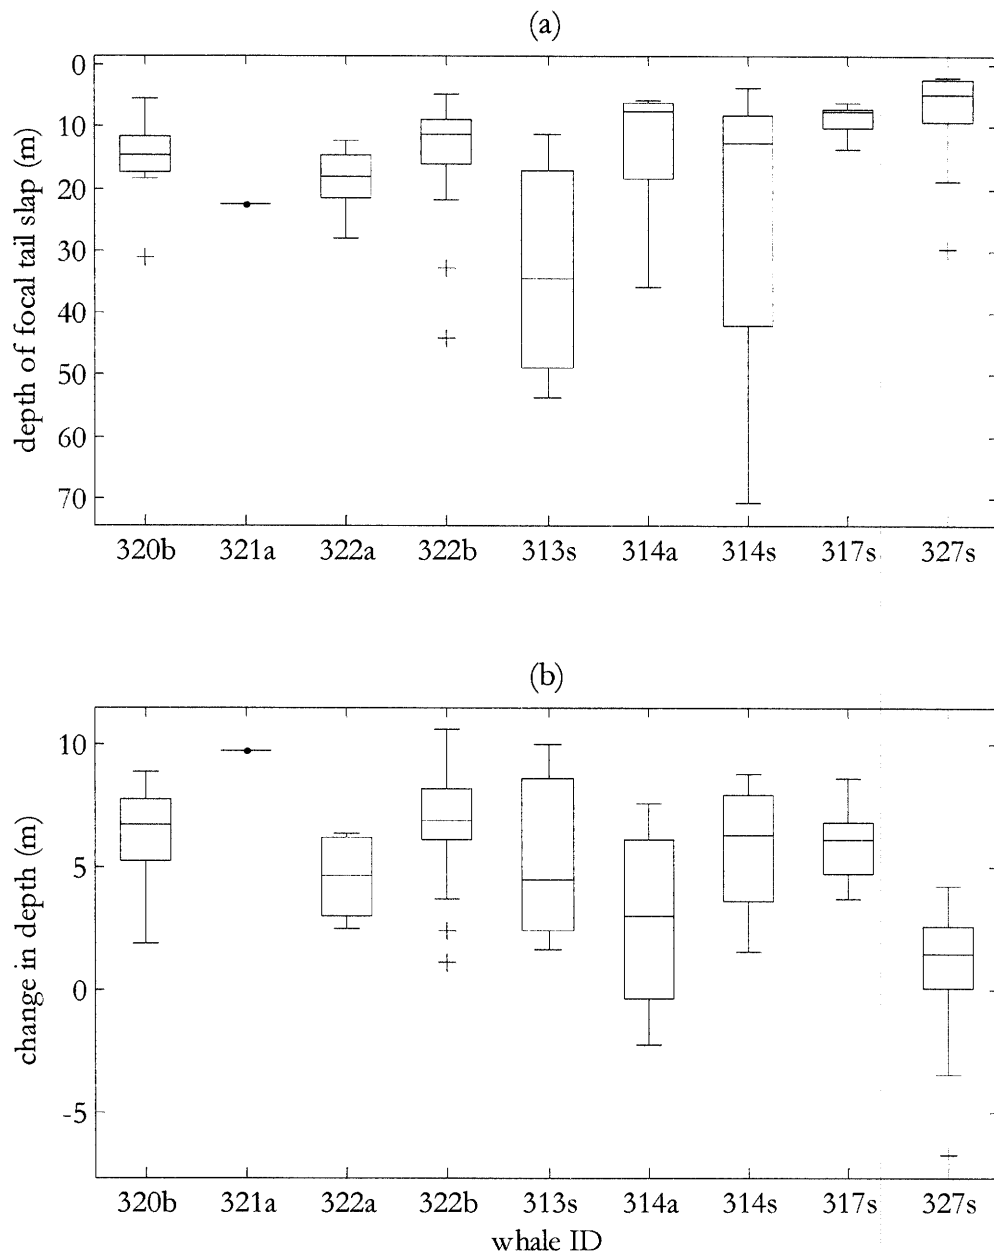 (a)
depth of focal tail slap (m)
0
10
20
30
40
50
60
70
320b 321a 322a 322b 313s 314a 314s 317s 327s
(b)
change in depth (m)
10
5
0
-5
320b 321a 322a 322b 313s 314a 314s 317s 327s
whale ID